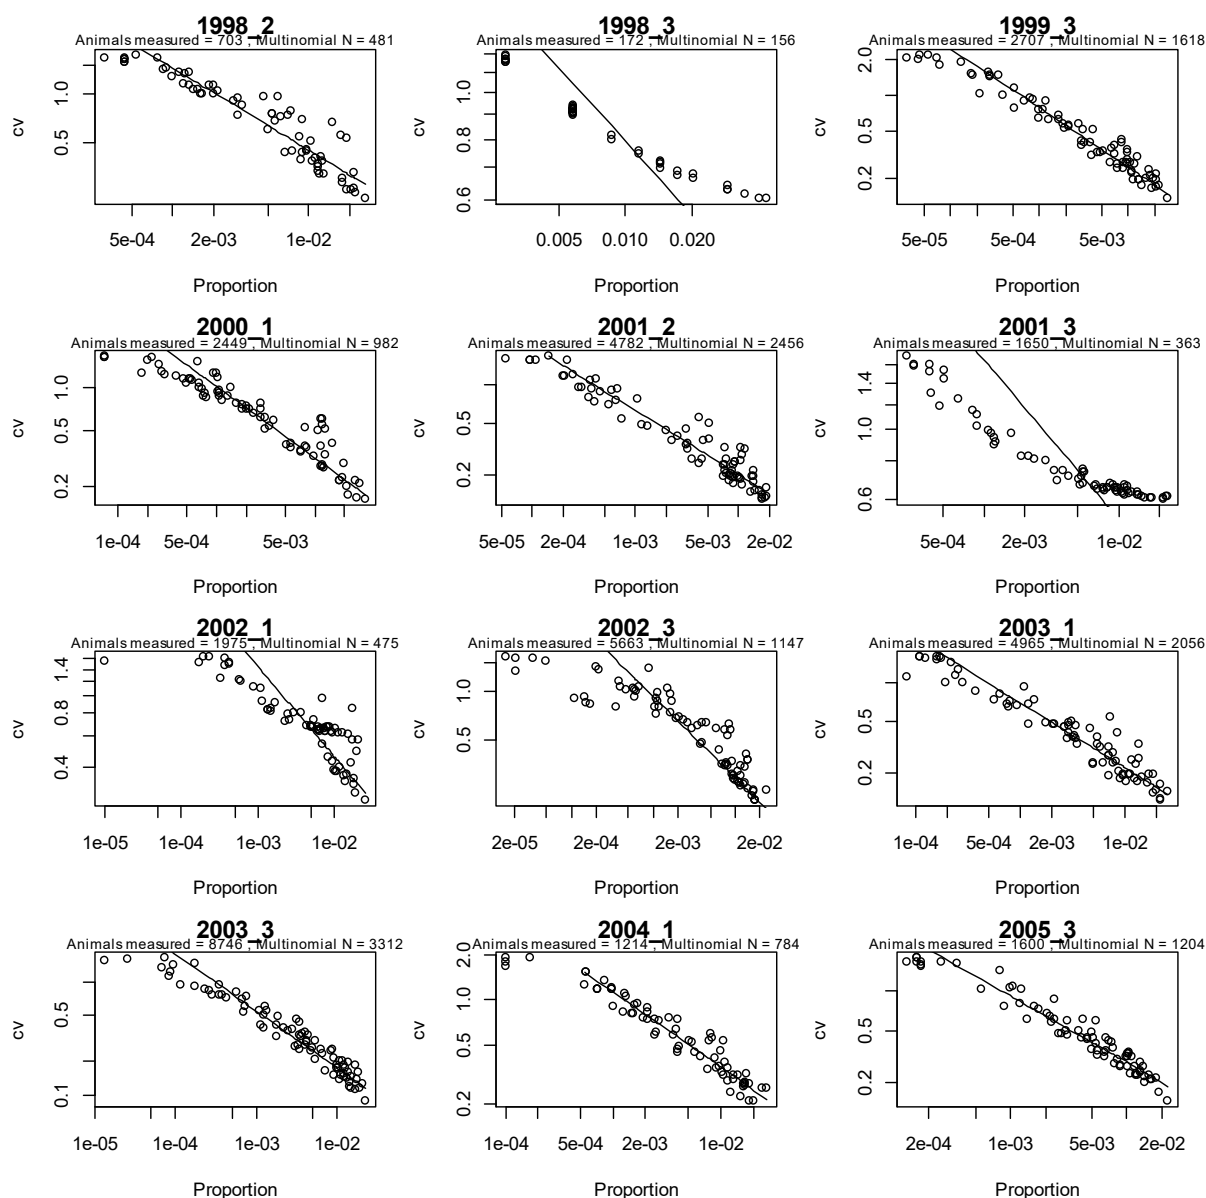 1998_2 1998_3 1999_3
Animals measured = 703 , Multinomial N = 481 Animals measured = 172 , Multinomial N = 156 Animals measured = 2707 , Multinomial N = 1618
cv 0.5 1.0 cv 0.6 0.8 1.0 cv 0.2 0.5 2.0
5e-04 2e-03 1e-02 0.005 0.010 0.020 5e-05 5e-04 5e-03
Proportion Proportion Proportion
2000_1 2001_2 2001_3
Animals measured = 2449 , Multinomial N = 982 Animals measured = 4782 , Multinomial N = 2456 Animals measured = 1650 , Multinomial N = 363
cv 0.2 0.5 1.0 cv 0.2 0.5 cv 0.6 1.0 1.4
1e-04 5e-04 5e-03 5e-05 2e-04 1e-03 5e-03 2e-02 5e-04 2e-03 1e-02
Proportion Proportion Proportion
2002_1 2002_3 2003_1
Animals measured = 1975 , Multinomial N = 475 Animals measured = 5663 , Multinomial N = 1147 Animals measured = 4965 , Multinomial N = 2056
cv 0.4 0.8 1.4 cv 0.5 1.0 cv 0.2 0.5
1e-05 1e-04 1e-03 1e-02 2e-05 2e-04 2e-03 2e-02 1e-04 5e-04 2e-03 1e-02
Proportion Proportion Proportion
2003_3 2004_1 2005_3
Animals measured = 8746 , Multinomial N = 3312 Animals measured = 1214 , Multinomial N = 784 Animals measured = 1600 , Multinomial N = 1204
cv 0.1 0.5 cv 0.2 0.5 1.0 2.0 cv 0.2 0.5
1e-05 1e-04 1e-03 1e-02 1e-04 5e-04 2e-03 1e-02 2e-04 1e-03 5e-03 2e-02
Proportion Proportion Proportion